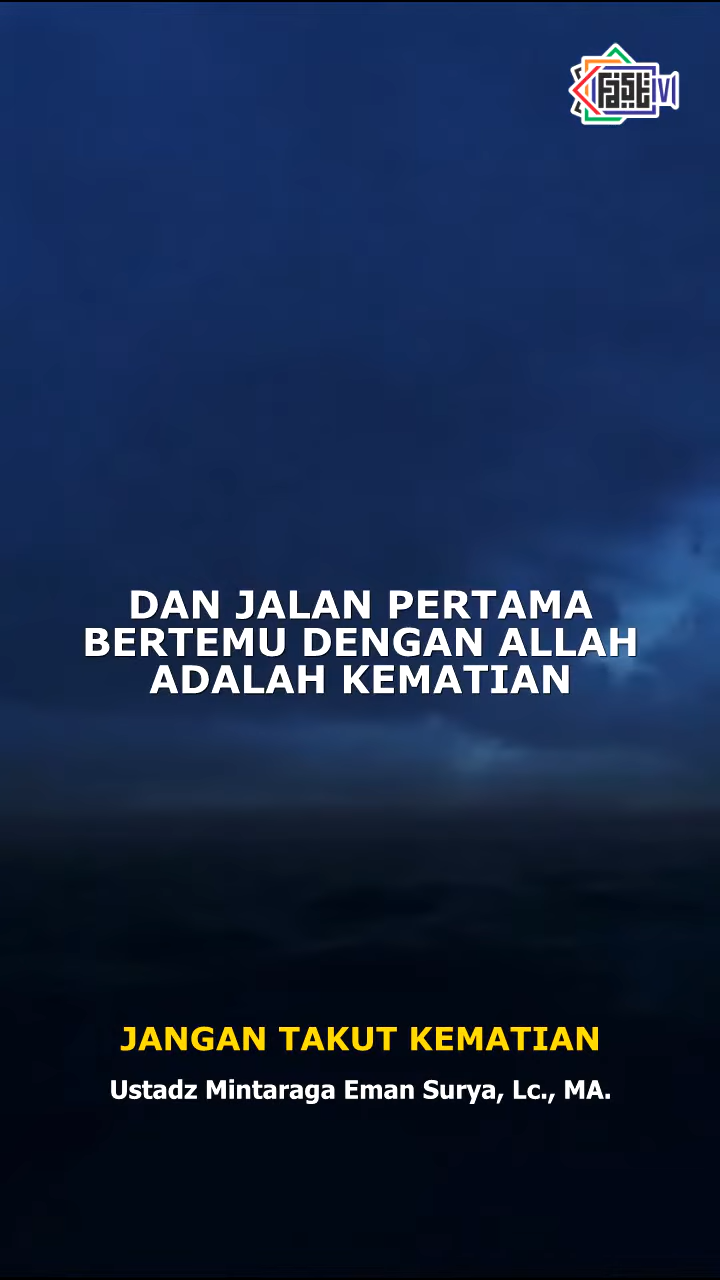 DAN JALAN PERTAMA
BERTEMU DENGAN ALLAH
ADALAH KEMATIAN
JANGAN TAKUT KEMATIAN
Ustadz Mintaraga Eman Surya, Lc., MA.